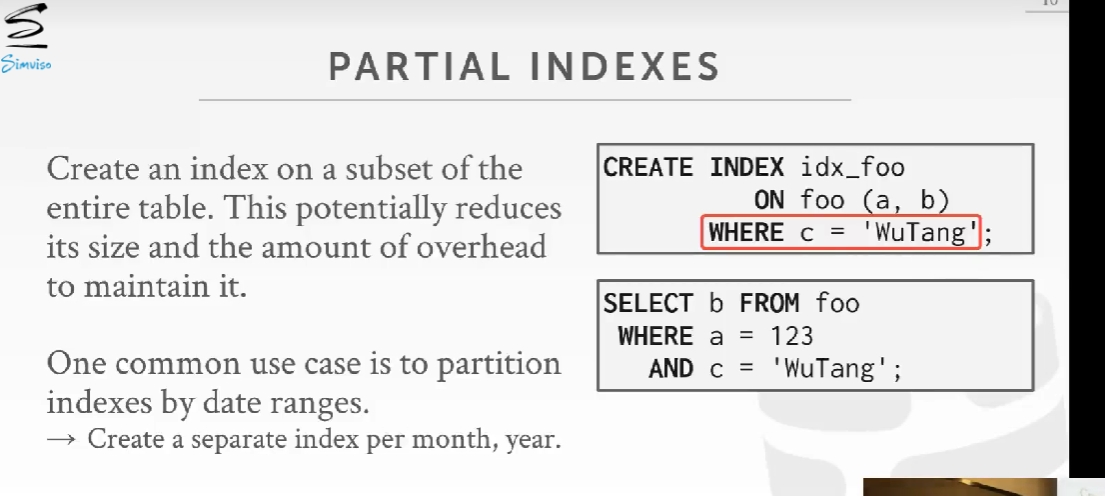 Simviso
PARTIAL INDEXES
Create an index on a subset of the
entire table. This potentially reduces
its size and the amount of overhead
to maintain it.
One common use case is to partition
indexes by date ranges.
→ Create a separate index per month, year.
CREATE INDEX idx_foo
ON foo (a, b)
WHERE c = 'WuTang';
SELECT b FROM foo
WHERE a = 123
AND c = 'WuTang';